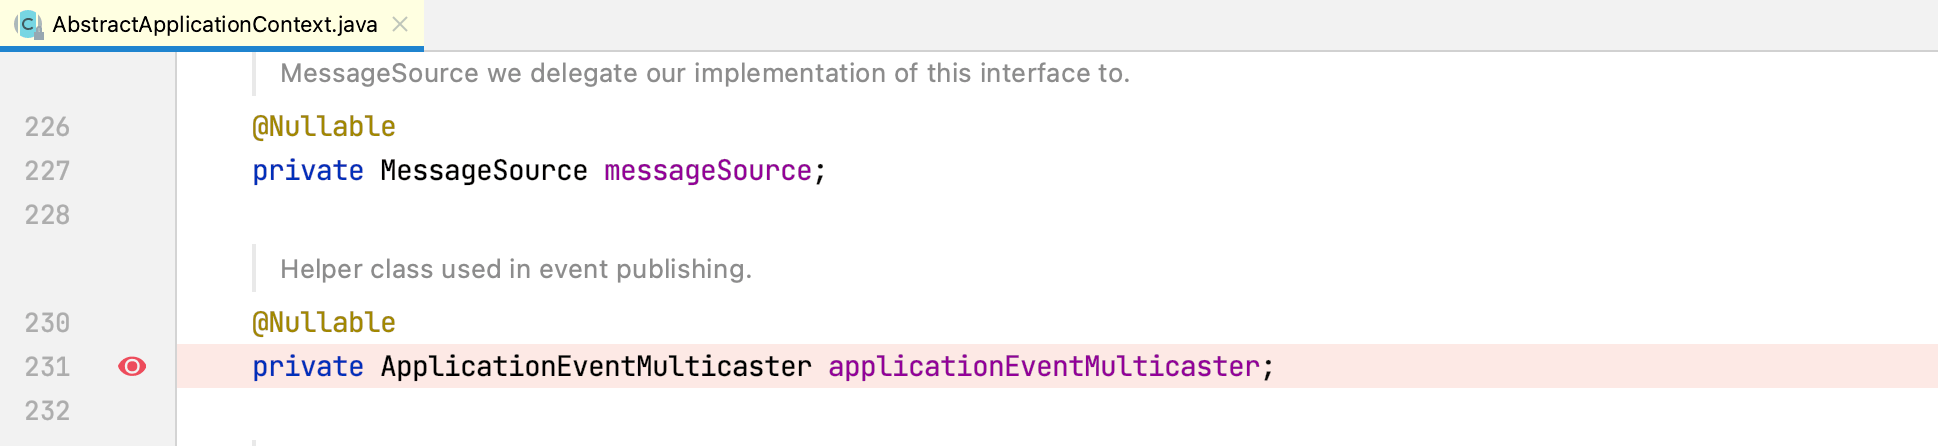 AbstractApplicationContext.java
MessageSource we delegate our implementation of this interface to.
226 @Nullable
227 private MessageSource messageSource;
228
Helper class used in event publishing.
230 @Nullable
231 private ApplicationEventMulticaster applicationEventMulticaster;
232